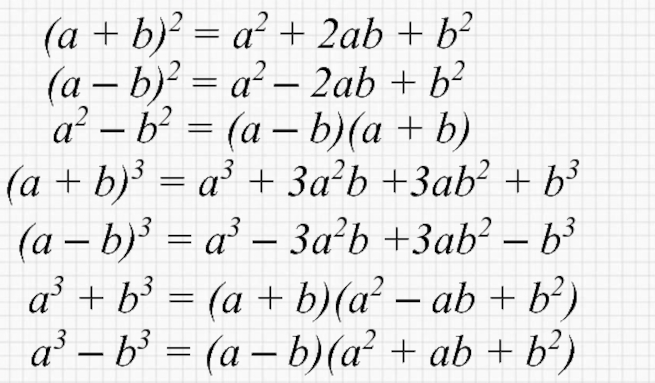 (a + b)² = a² + 2ab + b²
(a – b)² = a² – 2ab + b²
a² – b² = (a – b)(a + b)
(a + b)³ = a³ + 3a²b +3ab² + b³
(a – b)³ = a³ – 3a²b +3ab² – b³
a³ + b³ = (a + b)(a² – ab + b²)
a³ – b³ = (a – b)(a² + ab + b²)